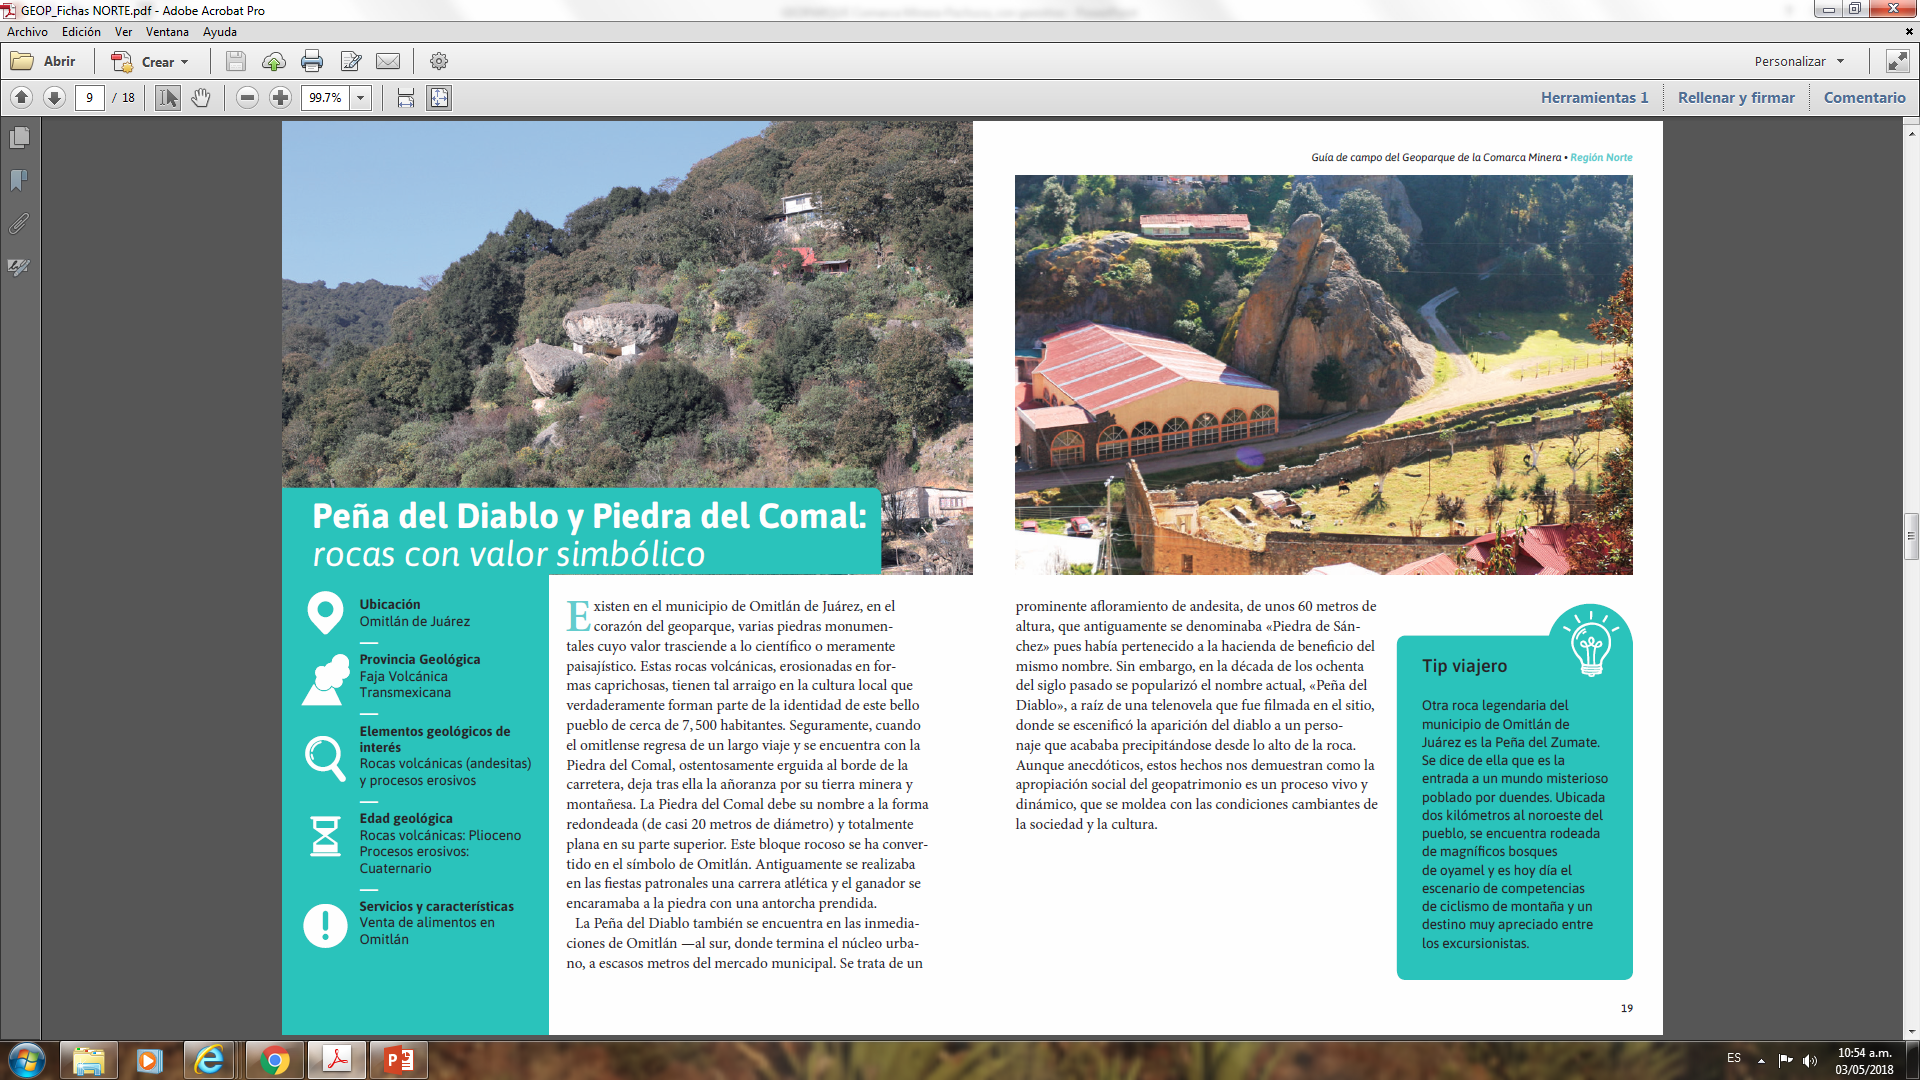 GEOP_Fichas NORTE.pdf - Adobe Acrobat Pro
Archivo Edición Ver Ventana Ayuda
Abrir Crear Personalizar
9 / 18 99.7% Herramientas 1 Rellenar y firmar Comentario
Peña del Diablo y Piedra del Comal:
rocas con valor simbólico
Ubicación
Omitlán de Juárez
Provincia Geológica
Faja Volcánica
Transmexicana
Elementos geológicos de
interés
Rocas volcánicas (andesitas)
y procesos erosivos
Edad geológica
Rocas volcánicas: Plioceno
Procesos erosivos:
Cuaternario
Servicios y características
Venta de alimentos en
Omitlán
Existen en el municipio de Omitlán de Juárez, en el
corazón del geoparque, varias piedras monumen-
tales cuyo valor trasciende a lo científico o meramente
paisajístico. Estas rocas volcánicas, erosionadas en for-
mas caprichosas, tienen tal arraigo en la cultura local que
verdaderamente forman parte de la identidad de este bello
pueblo de cerca de 7,500 habitantes. Seguramente, cuando
el omitlense regresa de un largo viaje y se encuentra con la
Piedra del Comal, ostentosamente erguida al borde de la
carretera, deja tras ella la añoranza por su tierra minera y
montañesa. La Piedra del Comal debe su nombre a la forma
redondeada (de casi 20 metros de diámetro) y totalmente
plana en su parte superior. Este bloque rocoso se ha conver-
tido en el símbolo de Omitlán. Antiguamente se realizaba
en las fiestas patronales una carrera atlética y el ganador se
encaramaba a la piedra con una antorcha prendida.
La Peña del Diablo también se encuentra en las inmedia-
ciones de Omitlán —al sur, donde termina el núcleo urba-
no, a escasos metros del mercado municipal. Se trata de un
Guía de campo del Geoparque de la Comarca Minera • Región Norte
prominente afloramiento de andesita, de unos 60 metros de
altura, que antiguamente se denominaba «Piedra de Sán-
chez» pues había pertenecido a la hacienda de beneficio del
mismo nombre. Sin embargo, en la década de los ochenta
del siglo pasado se popularizó el nombre actual, «Peña del
Diablo», a raíz de una telenovela que fue filmada en el sitio,
donde se escenificó la aparición del diablo a un perso-
naje que acababa precipitándose desde lo alto de la roca.
Aunque anecdóticos, estos hechos nos demuestran como la
apropiación social del geopatrimonio es un proceso vivo y
dinámico, que se moldea con las condiciones cambiantes de
la sociedad y la cultura.
Tip viajero
Otra roca legendaria del
municipio de Omitlán de
Juárez es la Peña del Zumate.
Se dice de ella que es la
entrada a un mundo misterioso
poblado por duendes. Ubicada
dos kilómetros al noroeste del
pueblo, se encuentra rodeada
de magníficos bosques
de oyamel y es hoy día el
escenario de competencias
de ciclismo de montaña y un
destino muy apreciado entre
los excursionistas.
19
ES 10:54 a.m.
03/05/2018